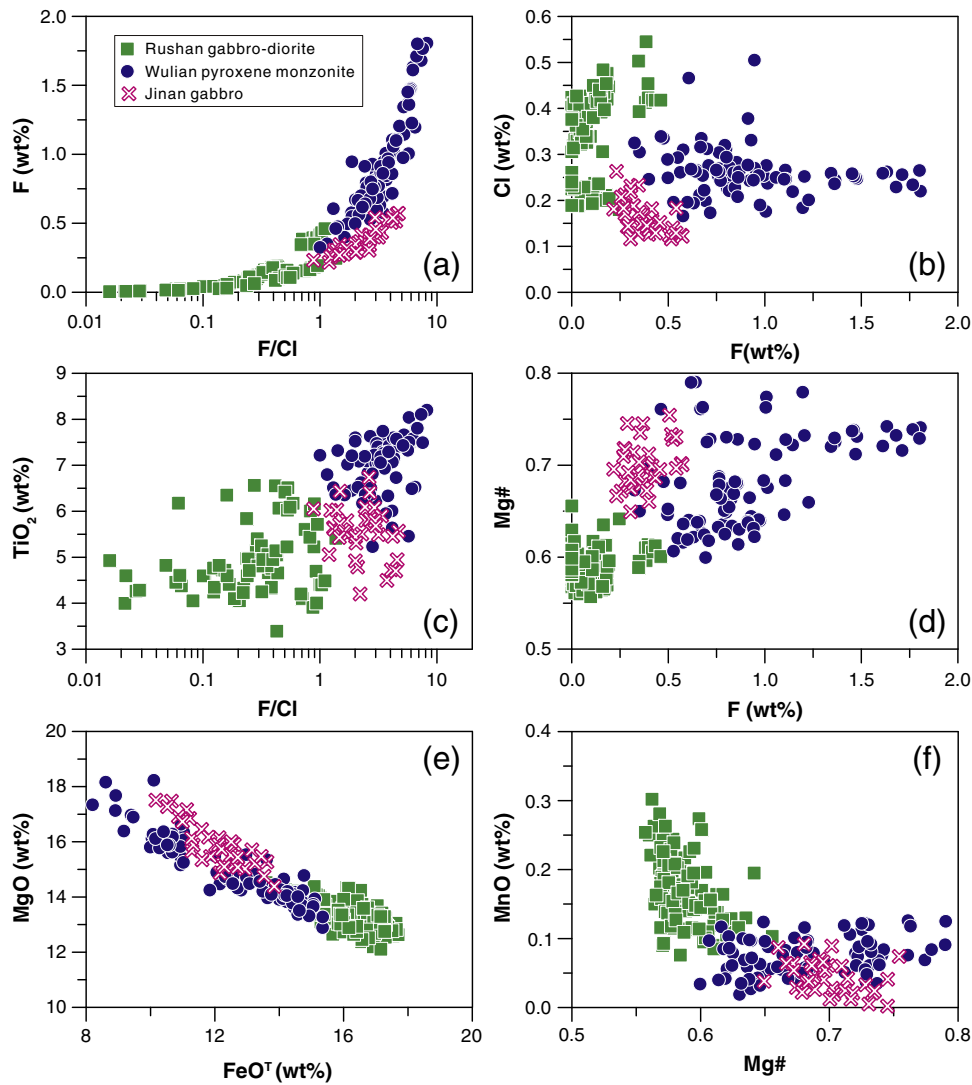 2.0
1.5
1.0
0.5
0.0
F (wt%)
Rushan gabbro-diorite
Wulian pyroxene monzonite
Jinan gabbro
(a)
0.01
0.1
1
10
F/Cl
0.6
0.5
0.4
0.3
0.2
0.1
0.0
Cl (wt%)
(b)
0.0
0.5
1.0
1.5
2.0
F(wt%)
9
8
7
6
5
4
3
TiO₂ (wt%)
(c)
0.01
0.1
1
10
F/Cl
0.8
0.7
0.6
0.5
Mg#
(d)
0.0
0.5
1.0
1.5
2.0
F (wt%)
20
18
16
14
12
10
MgO (wt%)
(e)
8
12
16
20
FeOᵀ (wt%)
0.4
0.3
0.2
0.1
0.0
MnO (wt%)
(f)
0.5
0.6
0.7
0.8
Mg#